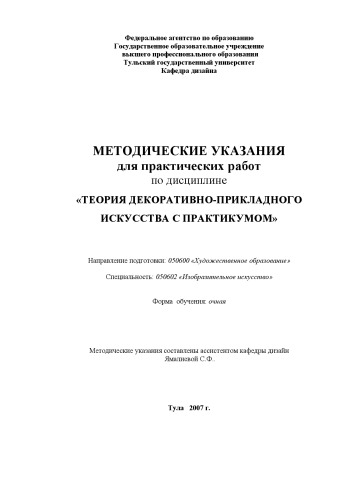 Федеральное агентство по образованию
Государственное образовательное учреждение
высшего профессионального образования
Тульский государственный университет
Кафедра дизайна
МЕТОДИЧЕСКИЕ УКАЗАНИЯ
для практических работ
по дисциплине
«ТЕОРИЯ ДЕКОРАТИВНО-ПРИКЛАДНОГО
ИСКУССТВА С ПРАКТИКУМОМ»
Направление подготовки: 050600 «Художественное образование»
Специальность: 050602 «Изобразительное искусство»
Форма обучения: очная
Методические указания составлены ассистентом кафедры дизайн
Ямалиевой С.Ф.
Тула 2007 г.